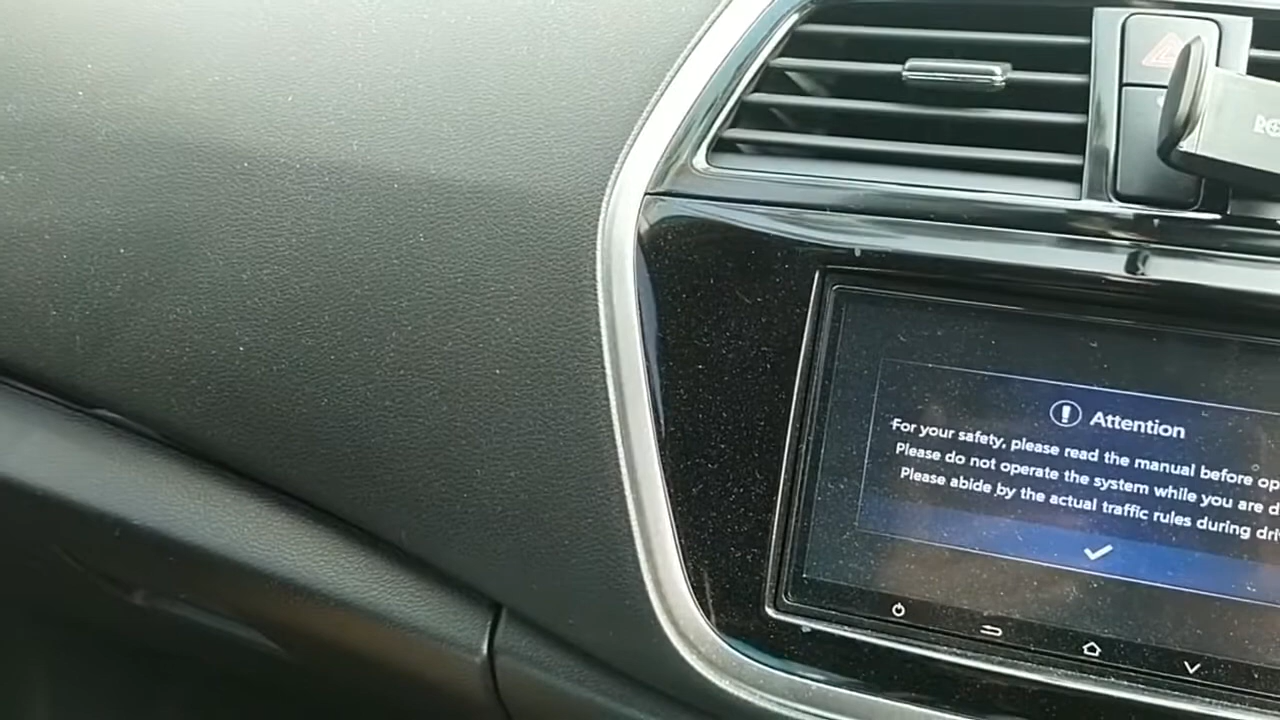 Attention
For your safety, please read the manual before op
Please do not operate the system while you are d
Please abide by the actual traffic rules during dri